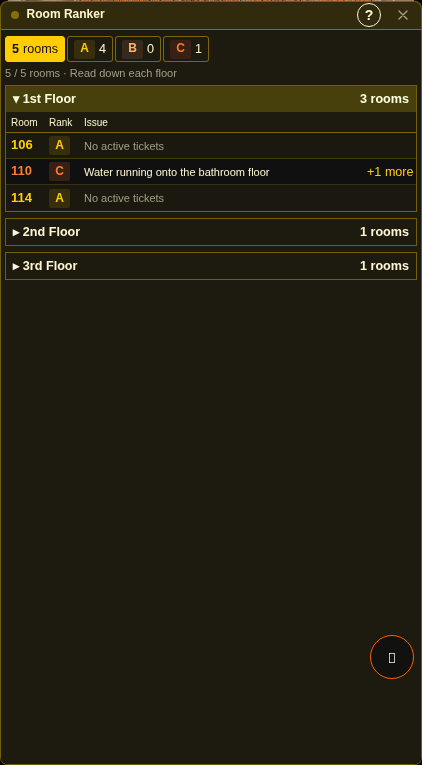 Room Ranker ?
5 rooms A 4 B 0 C 1
5 / 5 rooms · Read down each floor
▾ 1st Floor 3 rooms
Room Rank Issue
106 A No active tickets
110 C Water running onto the bathroom floor +1 more
114 A No active tickets
▸ 2nd Floor 1 rooms
▸ 3rd Floor 1 rooms